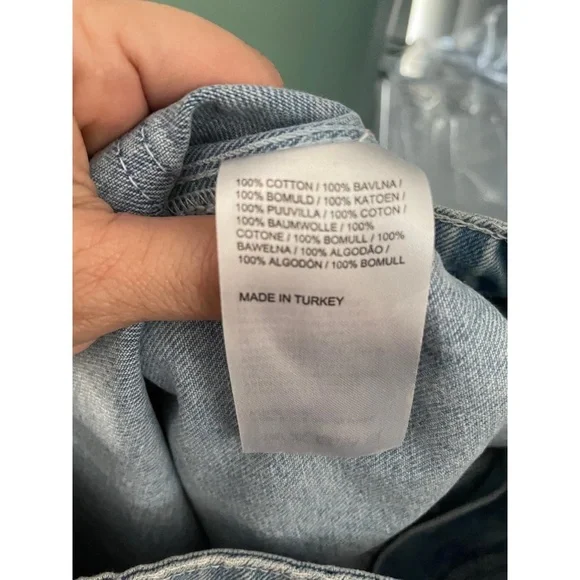 100% COTTON / 100% BAVLNA /
100% BOMULD / 100% KATOEN /
100% PUUVILLA / 100% COTON /
100% BAUMWOLLE / 100%
COTONE / 100% BOMULL / 100%
BAWEŁNA / 100% ALGODÃO /
100% ALGODÓN / 100% BOMULL
MADE IN TURKEY